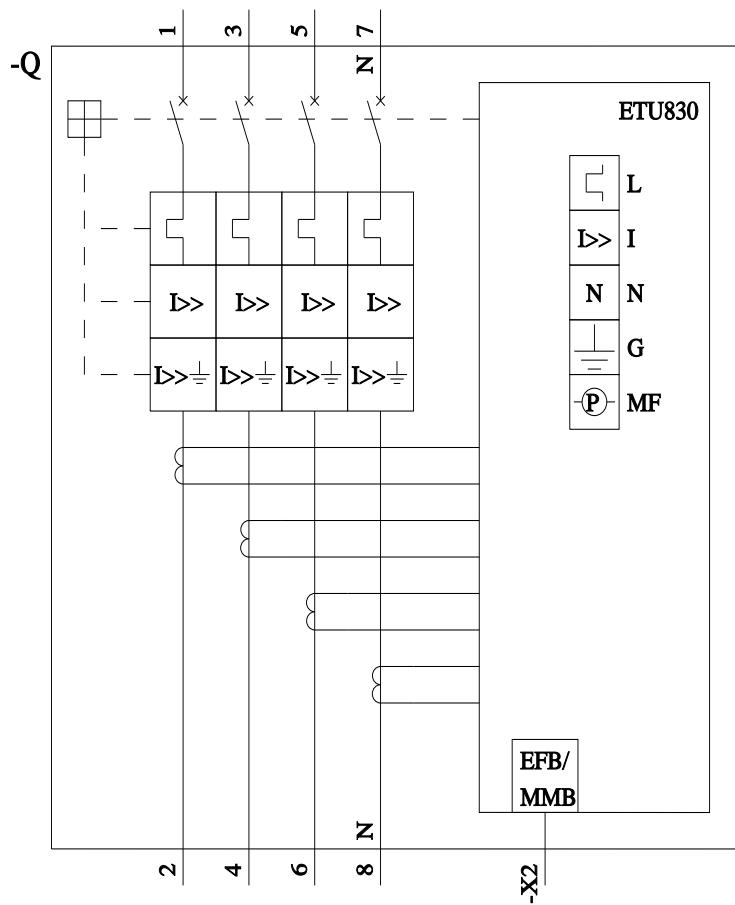 1 3 5 7
-Q
N
ETU830
L
I>> I
N N
I>> I>> I>> I>>
G
I>> I>> I>> I>>
P MF
EFB/
MMB
N
2 4 6 8 -X2